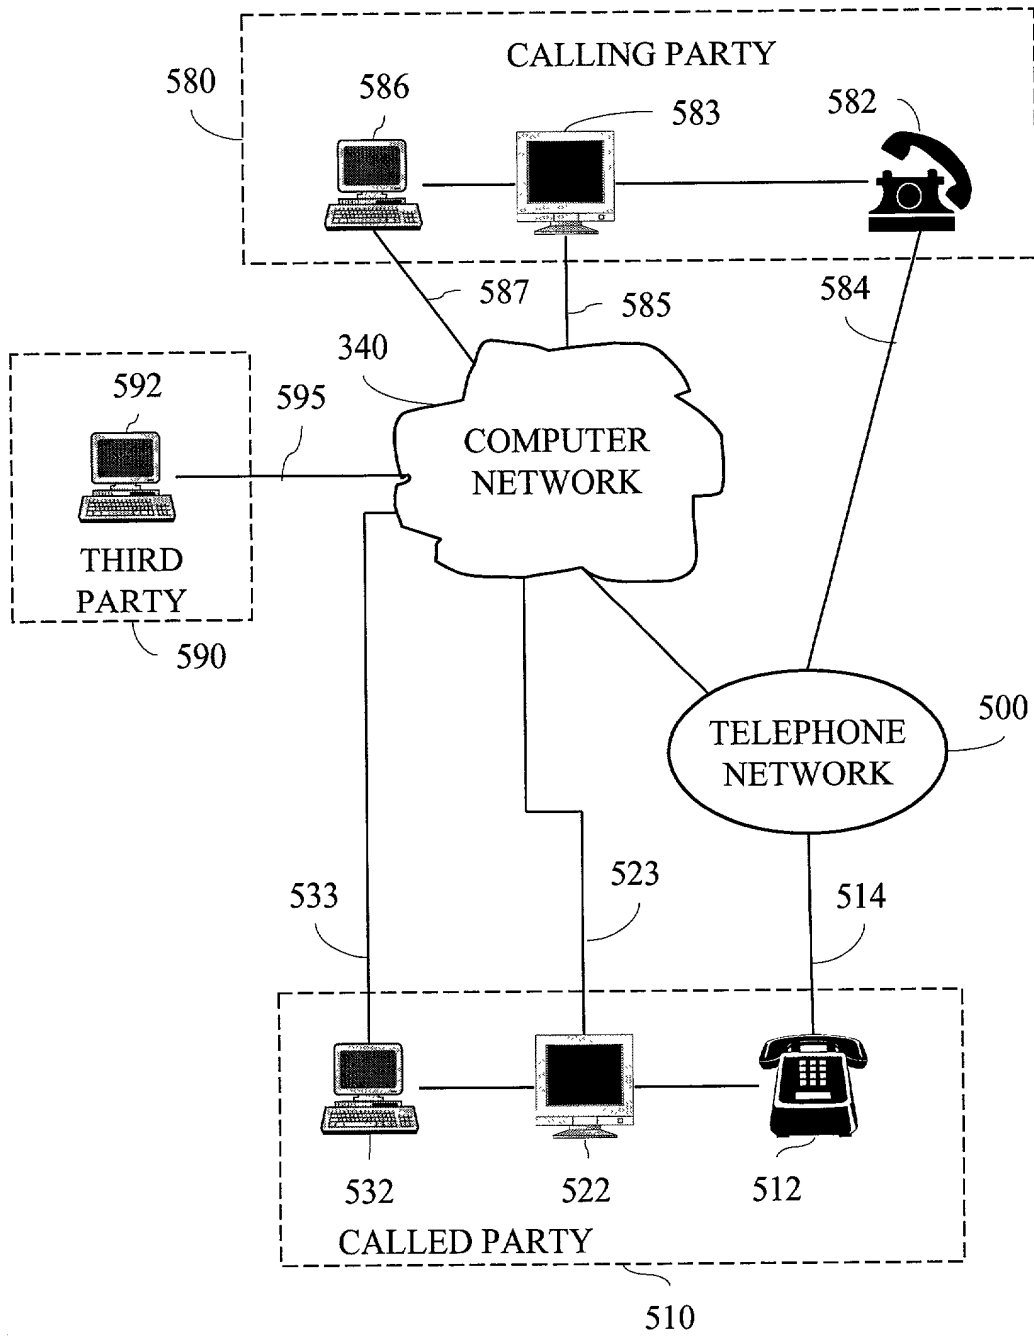 CALLING PARTY
580
586
583
582
587
585
584
340
592
595
COMPUTER
NETWORK
THIRD
PARTY
590
500
TELEPHONE
NETWORK
533
523
514
532
522
512
CALLED PARTY
510